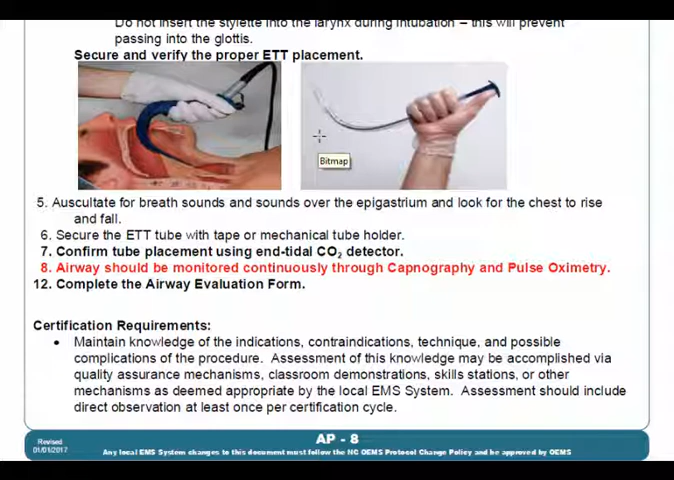 Do not insert the stylette into the larynx during intubation – this will prevent
passing into the glottis.
Secure and verify the proper ETT placement.
Bitmap
5. Auscultate for breath sounds and sounds over the epigastrium and look for the chest to rise
and fall.
6. Secure the ETT tube with tape or mechanical tube holder.
7. Confirm tube placement using end-tidal CO2 detector.
8. Airway should be monitored continuously through Capnography and Pulse Oximetry.
12. Complete the Airway Evaluation Form.
Certification Requirements:
• Maintain knowledge of the indications, contraindications, technique, and possible
complications of the procedure. Assessment of this knowledge may be accomplished via
quality assurance mechanisms, classroom demonstrations, skills stations, or other
mechanisms as deemed appropriate by the local EMS System. Assessment should include
direct observation at least once per certification cycle.
Revised
01/01/2017
AP - 8
Any local EMS System changes to this document must follow the NC OEMS Protocol Change Policy and be approved by OEMS